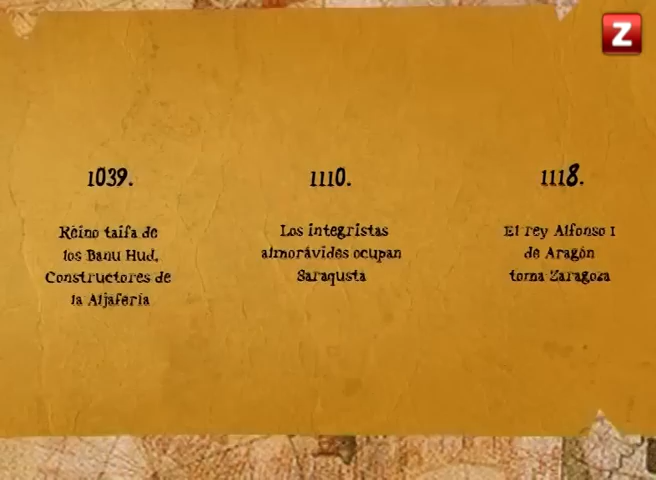 Z
1039.
Reino taifa de
los Banu Hud,
Constructores de
la Aljafería
1110.
Los integristas
almorávides ocupan
Saraqusta
1118.
El rey Alfonso I
de Aragón
toma Zaragoza